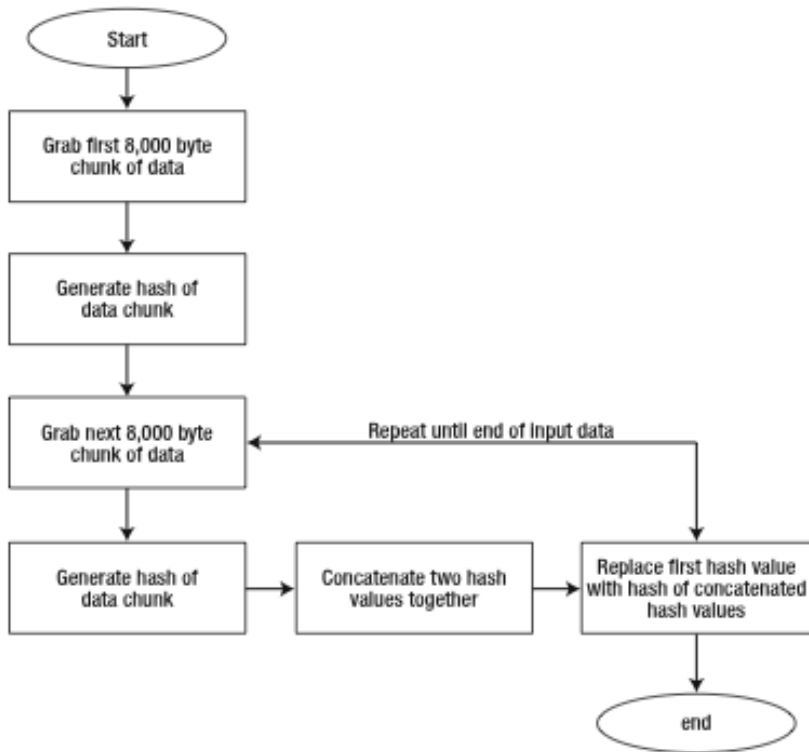 Start
Grab first 8,000 byte
chunk of data
Generate hash of
data chunk
Grab next 8,000 byte
chunk of data
Repeat until end of input data
Generate hash of
data chunk
Concatenate two hash
values together
Replace first hash value
with hash of concatenated
hash values
end